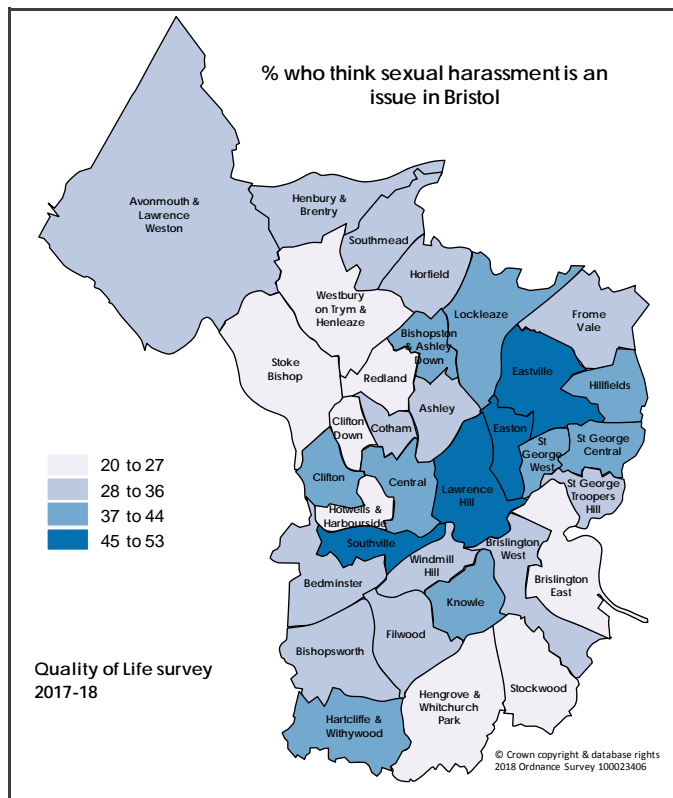 % who think sexual harassment is an
issue in Bristol
Avonmouth &
Lawrence
Weston
Henbury &
Brentry
Southmead
Horfield
Westbury
on Trym &
Henleaze
Lockleaze
Frome
Vale
Bishopston
& Ashley
Down
Stoke
Bishop
Redland
Eastville
Hillfields
Clifton
Down
Cotham
Ashley
Easton
St
George
West
St George
Central
Clifton
Central
Lawrence
Hill
St George
Troopers
Hill
Hotwells &
Harbourside
Southville
Brislington
West
Windmill
Hill
Bedminster
Brislington
East
Knowle
Filwood
Bishopsworth
Stockwood
Hengrove &
Whitchurch
Park
Hartcliffe &
Withywood
20 to 27
28 to 36
37 to 44
45 to 53
Quality of Life survey
2017-18
© Crown copyright & database rights
2018 Ordnance Survey 100023406